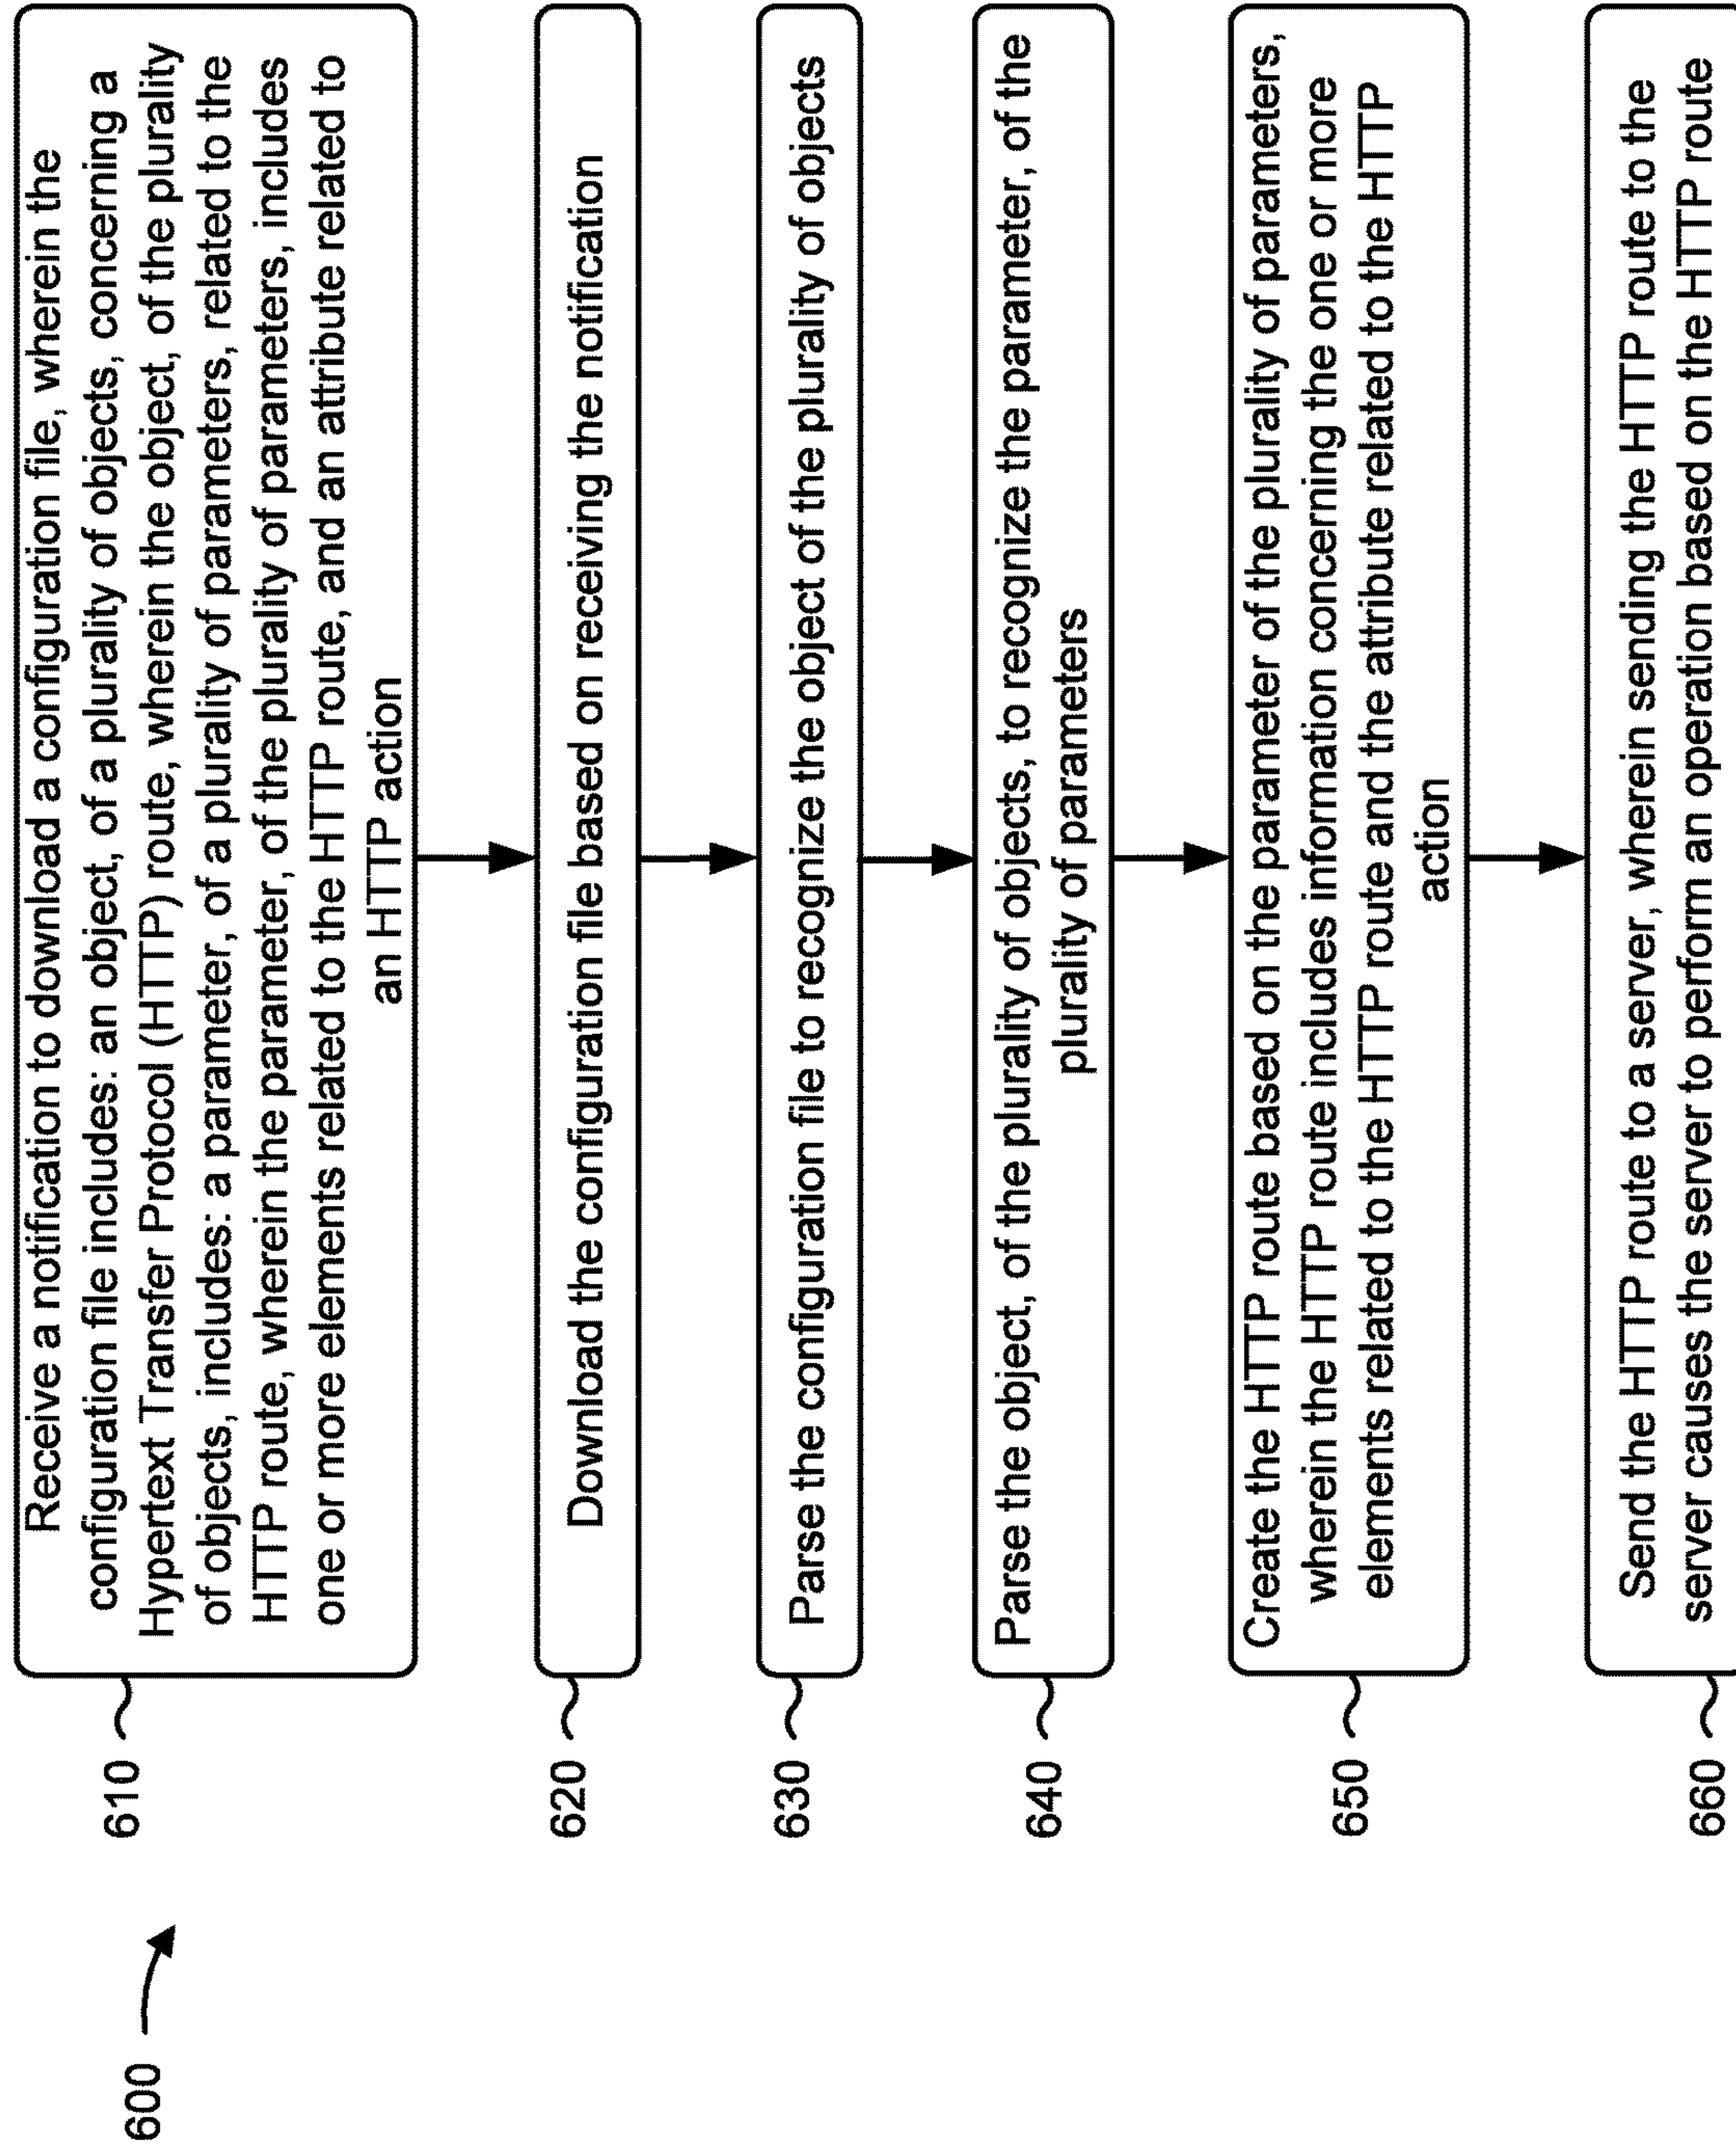 600
610
Receive a notification to download a configuration file, wherein the
configuration file includes: an object, of a plurality of objects, concerning a
Hypertext Transfer Protocol (HTTP) route, wherein the object, of the plurality
of objects, includes: a parameter, of a plurality of parameters, related to the
HTTP route, wherein the parameter, of the plurality of parameters, includes
one or more elements related to the HTTP route, and an attribute related to
an HTTP action
620
Download the configuration file based on receiving the notification
630
Parse the configuration file to recognize the object of the plurality of objects
640
Parse the object, of the plurality of objects, to recognize the parameter, of the
plurality of parameters
650
Create the HTTP route based on the parameter of the plurality of parameters,
wherein the HTTP route includes information concerning the one or more
elements related to the HTTP route and the attribute related to the HTTP
action
660
Send the HTTP route to a server, wherein sending the HTTP route to the
server causes the server to perform an operation based on the HTTP route